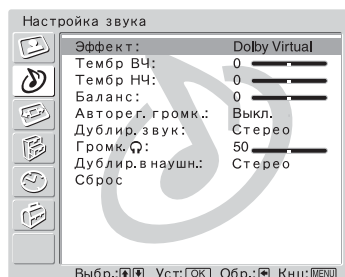 Настройка звука
Эффект: Dolby Virtual
Тембр ВЧ: 0
Тембр НЧ: 0
Баланс: 0
Авторег. громк.: Выкл.
Дублир. звук: Стерео
Громк. 🎧: 50
Дублир. в наушн.: Стерео
Сброс
Выбр.: Уст: OK Обр.: Кнц: MENU